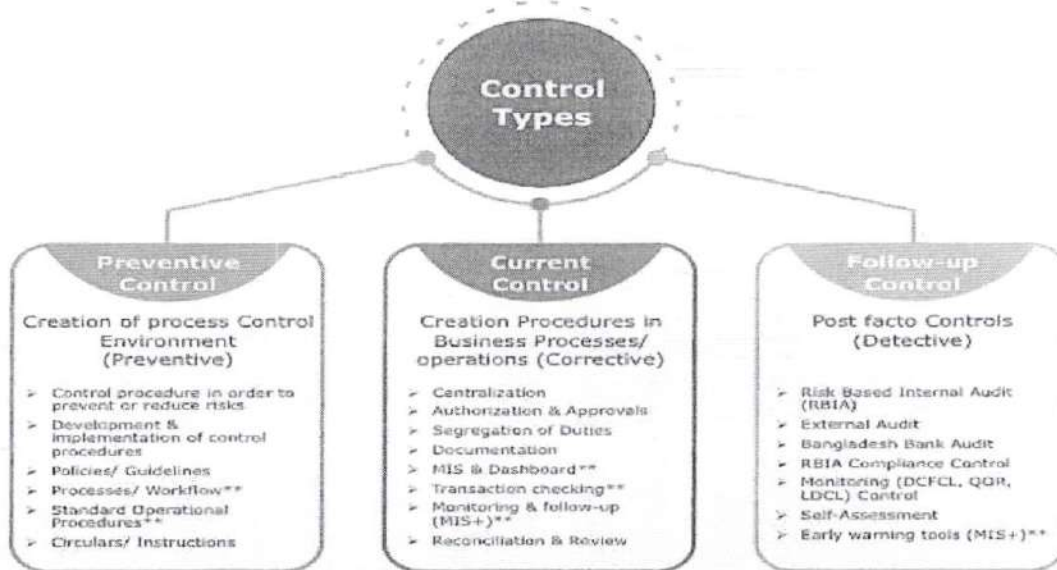 Control
Types
Preventive
Control
Creation of process Control
Environment
(Preventive)
Control procedure in order to
prevent or reduce risks
Development &
implementation of control
procedures
Policies/ Guidelines
Processes/ Workflow**
Standard Operational
Procedures**
Circulars/ Instructions
Current
Control
Creation Procedures in
Business Processes/
operations (Corrective)
Centralization
Authorization & Approvals
Segregation of Duties
Documentation
MIS & Dashboard**
Transaction checking**
Monitoring & follow-up
(MIS+)**
Reconciliation & Review
Follow-up
Control
Post facto Controls
(Detective)
Risk Based Internal Audit
(RBIA)
External Audit
Bangladesh Bank Audit
RBIA Compliance Control
Monitoring (DCFCL, QOR,
LDCL) Control
Self-Assessment
Early warning tools (MIS+)**